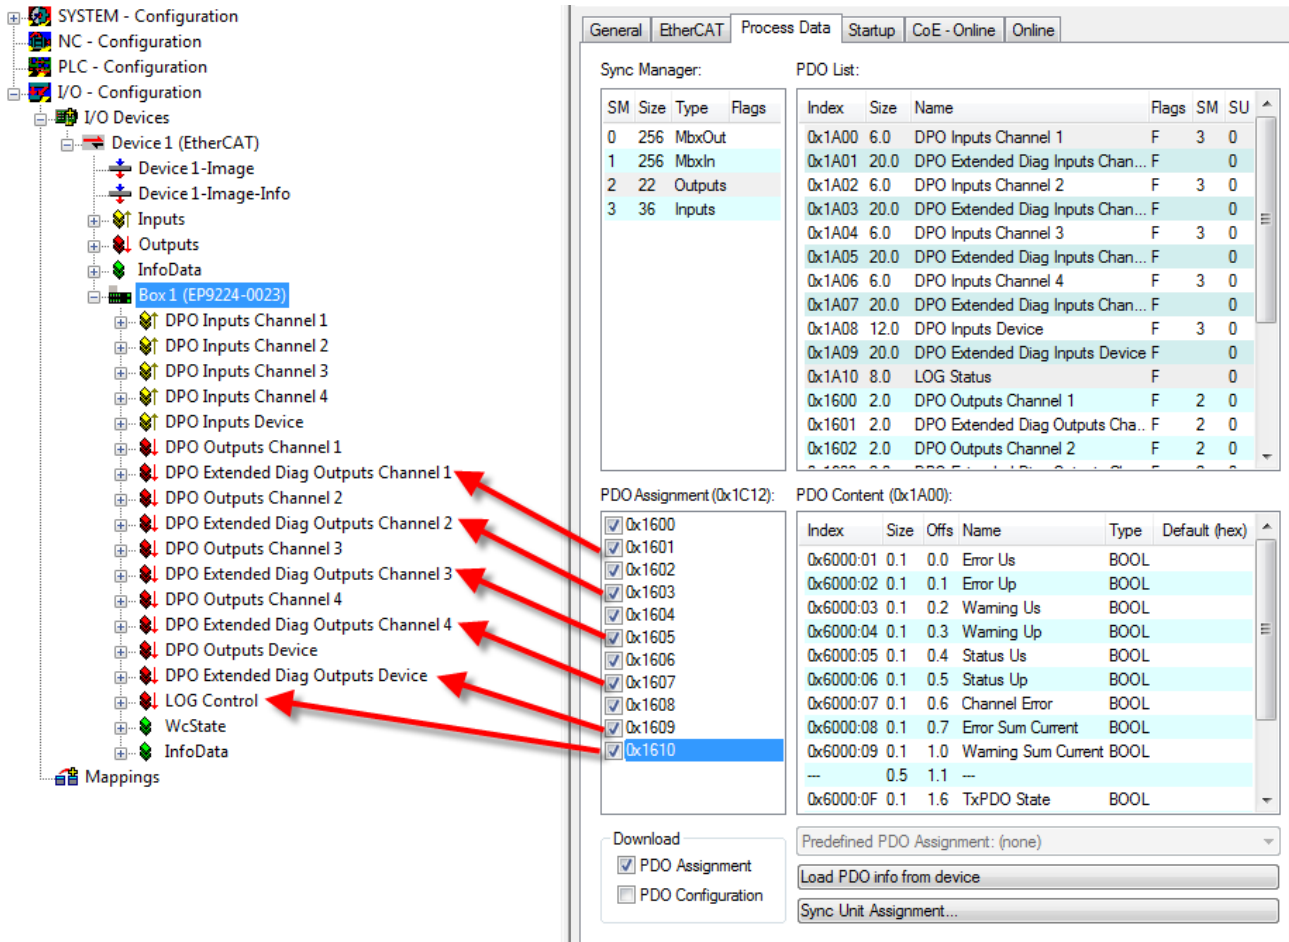 SYSTEM - Configuration
NC - Configuration
PLC - Configuration
I/O - Configuration
I/O Devices
Device 1 (EtherCAT)
Device 1-Image
Device 1-Image-Info
Inputs
Outputs
InfoData
Box 1 (EP9224-0023)
DPO Inputs Channel 1
DPO Inputs Channel 2
DPO Inputs Channel 3
DPO Inputs Channel 4
DPO Inputs Device
DPO Outputs Channel 1
DPO Extended Diag Outputs Channel 1
DPO Outputs Channel 2
DPO Extended Diag Outputs Channel 2
DPO Outputs Channel 3
DPO Extended Diag Outputs Channel 3
DPO Outputs Channel 4
DPO Extended Diag Outputs Channel 4
DPO Outputs Device
DPO Extended Diag Outputs Device
LOG Control
WcState
InfoData
Mappings
General EtherCAT Process Data Startup CoE - Online Online
Sync Manager:
SM Size Type Flags
0 256 MbxOut
1 256 MbxIn
2 22 Outputs
3 36 Inputs
PDO List:
Index Size Name Flags SM SU
0x1A00 6.0 DPO Inputs Channel 1 F 3 0
0x1A01 20.0 DPO Extended Diag Inputs Chan... F 0
0x1A02 6.0 DPO Inputs Channel 2 F 3 0
0x1A03 20.0 DPO Extended Diag Inputs Chan... F 0
0x1A04 6.0 DPO Inputs Channel 3 F 3 0
0x1A05 20.0 DPO Extended Diag Inputs Chan... F 0
0x1A06 6.0 DPO Inputs Channel 4 F 3 0
0x1A07 20.0 DPO Extended Diag Inputs Chan... F 0
0x1A08 12.0 DPO Inputs Device F 3 0
0x1A09 20.0 DPO Extended Diag Inputs Device F 0
0x1A10 8.0 LOG Status F 0
0x1600 2.0 DPO Outputs Channel 1 F 2 0
0x1601 2.0 DPO Extended Diag Outputs Cha... F 2 0
0x1602 2.0 DPO Outputs Channel 2 F 2 0
PDO Assignment (0x1C12):
0x1600
0x1601
0x1602
0x1603
0x1604
0x1605
0x1606
0x1607
0x1608
0x1609
0x1610
PDO Content (0x1A00):
Index Size Offs Name Type Default (hex)
0x6000:01 0.1 0.0 Error Us BOOL
0x6000:02 0.1 0.1 Error Up BOOL
0x6000:03 0.1 0.2 Warning Us BOOL
0x6000:04 0.1 0.3 Warning Up BOOL
0x6000:05 0.1 0.4 Status Us BOOL
0x6000:06 0.1 0.5 Status Up BOOL
0x6000:07 0.1 0.6 Channel Error BOOL
0x6000:08 0.1 0.7 Error Sum Current BOOL
0x6000:09 0.1 1.0 Warning Sum Current BOOL
--- 0.5 1.1 ---
0x6000:0F 0.1 1.6 TxPDO State BOOL
Download
PDO Assignment
PDO Configuration
Predefined PDO Assignment: (none)
Load PDO info from device
Sync Unit Assignment...